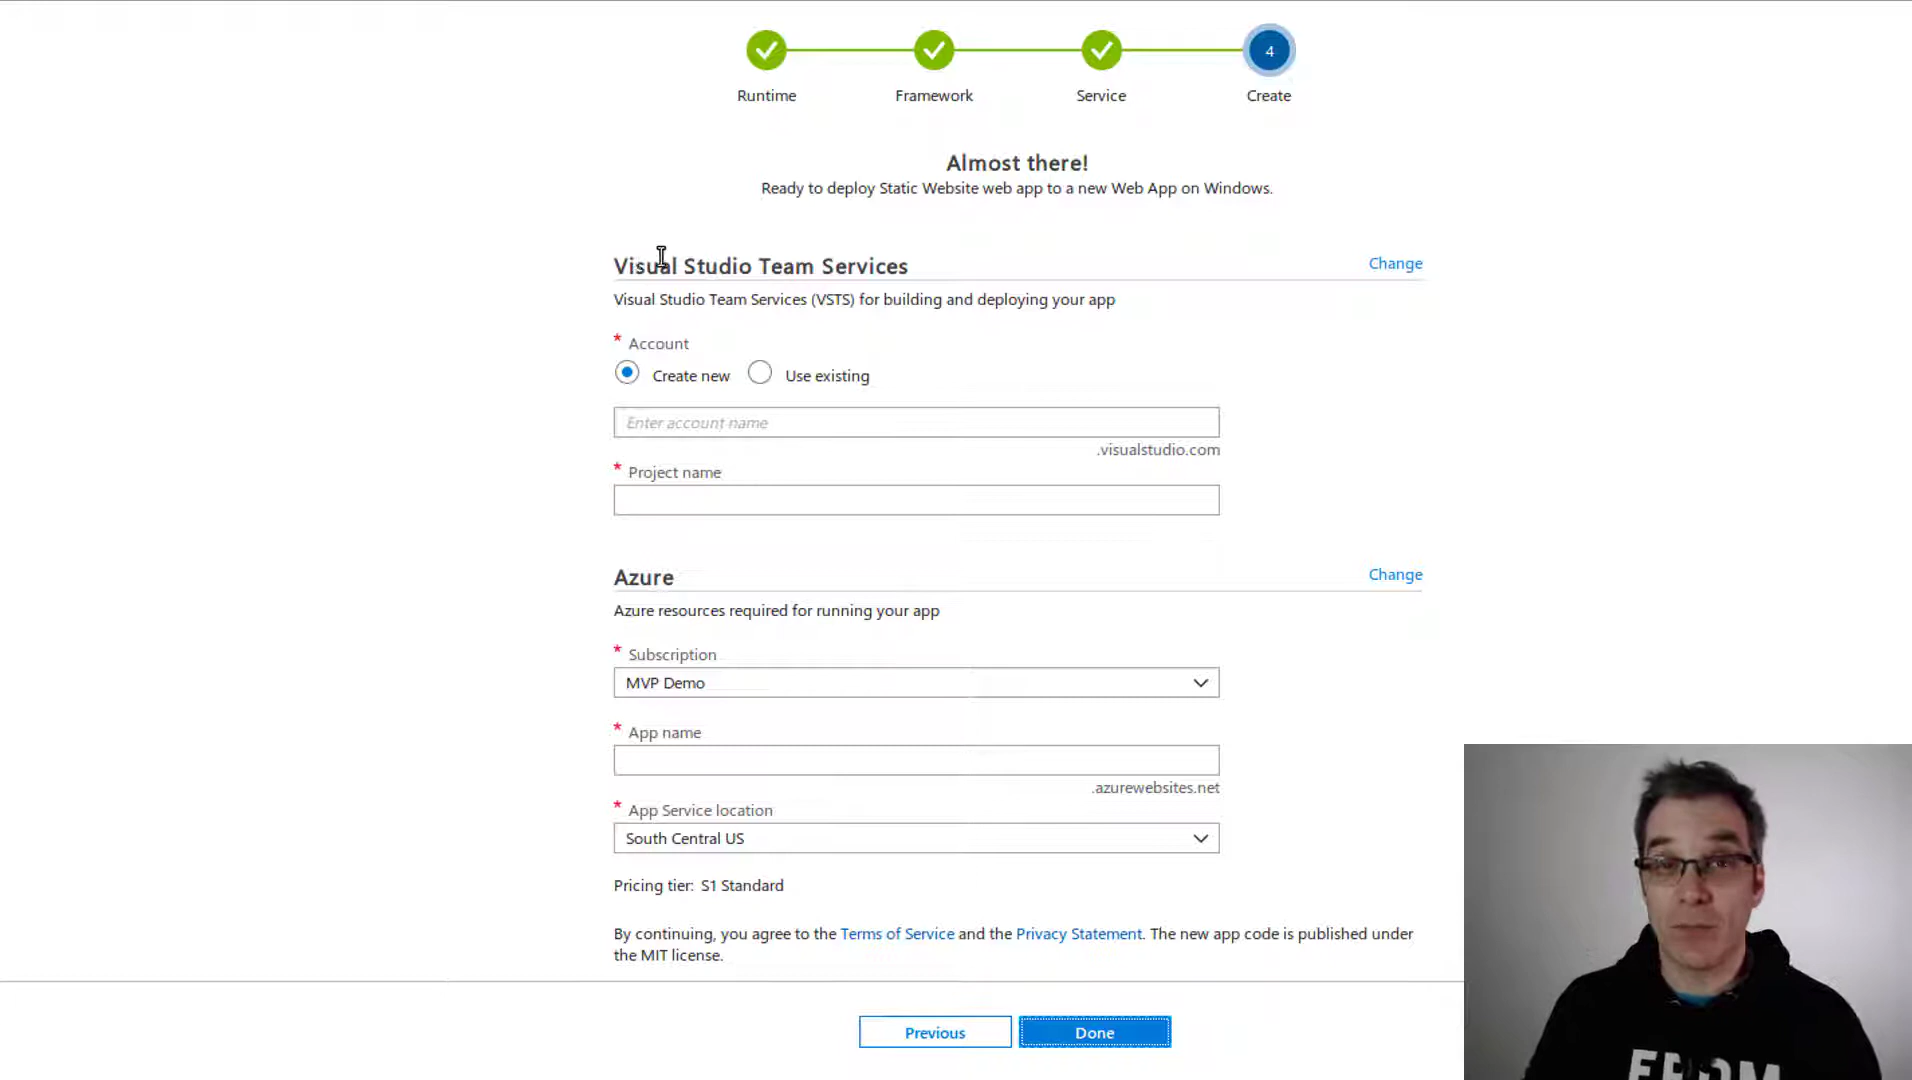 4
Runtime
Framework
Service
Create
Almost there!
Ready to deploy Static Website web app to a new Web App on Windows.
Visual Studio Team Services
Change
Visual Studio Team Services (VSTS) for building and deploying your app
* Account
Create new
Use existing
Enter account name
.visualstudio.com
* Project name
Azure
Change
Azure resources required for running your app
* Subscription
MVP Demo
* App name
.azurewebsites.net
* App Service location
South Central US
Pricing tier: S1 Standard
By continuing, you agree to the Terms of Service and the Privacy Statement. The new app code is published under
the MIT license.
Previous
Done